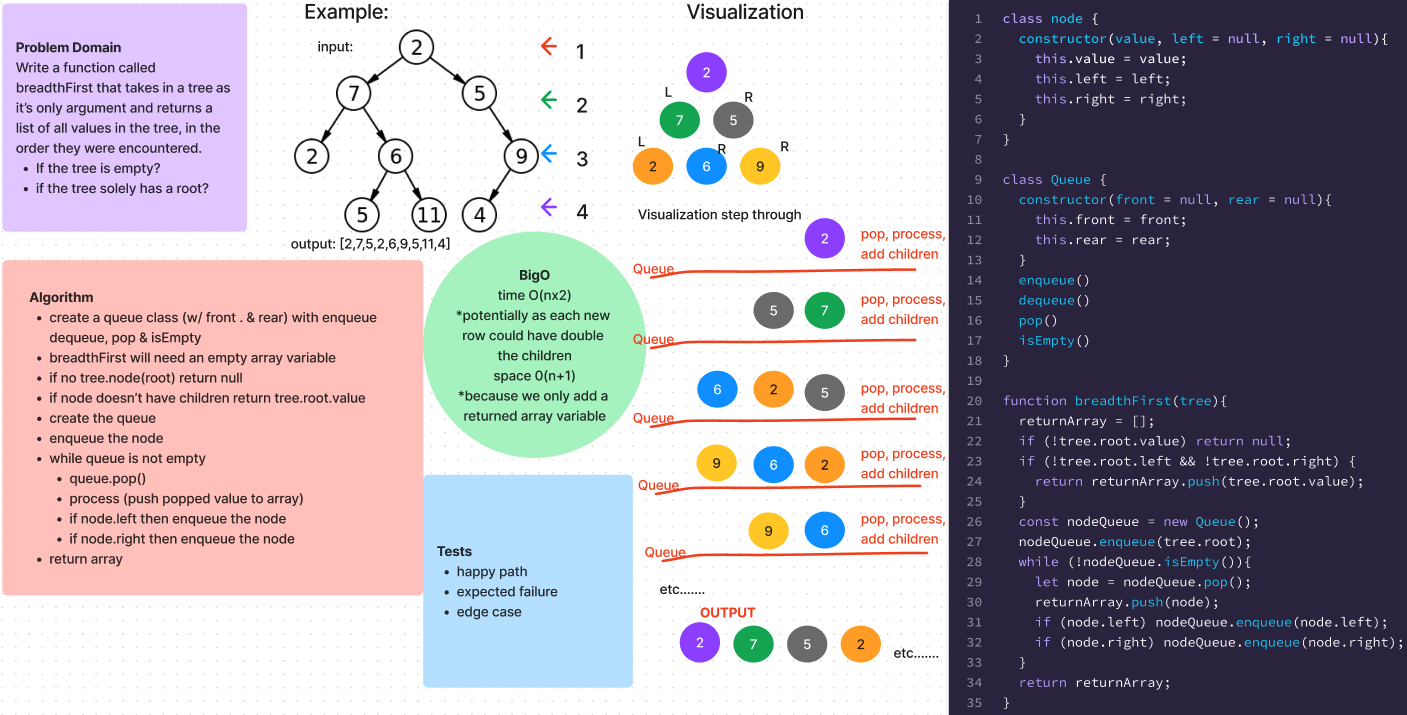 Problem Domain
Write a function called
breadthFirst that takes in a tree as
it's only argument and returns a
list of all values in the tree, in the
order they were encountered.
• If the tree is empty?
• if the tree solely has a root?
Example:
input:
2
7 5
2 6 9
5 11 4
1
2
3
4
output: [2,7,5,2,6,9,5,11,4]
Algorithm
• create a queue class (w/ front . & rear) with enqueue
dequeue, pop & isEmpty
• breadthFirst will need an empty array variable
• if no tree.node(root) return null
• if node doesn't have children return tree.root.value
• create the queue
• enqueue the node
• while queue is not empty
• queue.pop()
• process (push popped value to array)
• if node.left then enqueue the node
• if node.right then enqueue the node
• return array
BigO
time O(nx2)
*potentially as each new
row could have double
the children
space 0(n+1)
*because we only add a
returned array variable
Tests
• happy path
• expected failure
• edge case
Visualization
2
L R
7 5
L R R
2 6 9
Visualization step through
2
pop, process,
add children
Queue
5 7
pop, process,
add children
Queue
6 2 5
pop, process,
add children
Queue
9 6 2
pop, process,
add children
Queue
9 6
pop, process,
add children
Queue
etc.......
OUTPUT
2 7 5 2 etc.......
1 class node {
2 constructor(value, left = null, right = null){
3 this.value = value;
4 this.left = left;
5 this.right = right;
6 }
7 }
8
9 class Queue {
10 constructor(front = null, rear = null){
11 this.front = front;
12 this.rear = rear;
13 }
14 enqueue()
15 dequeue()
16 pop()
17 isEmpty()
18 }
19
20 function breadthFirst(tree){
21 returnArray = [];
22 if (!tree.root.value) return null;
23 if (!tree.root.left && !tree.root.right) {
24 return returnArray.push(tree.root.value);
25 }
26 const nodeQueue = new Queue();
27 nodeQueue.enqueue(tree.root);
28 while (!nodeQueue.isEmpty()){
29 let node = nodeQueue.pop();
30 returnArray.push(node);
31 if (node.left) nodeQueue.enqueue(node.left);
32 if (node.right) nodeQueue.enqueue(node.right);
33 }
34 return returnArray;
35 }